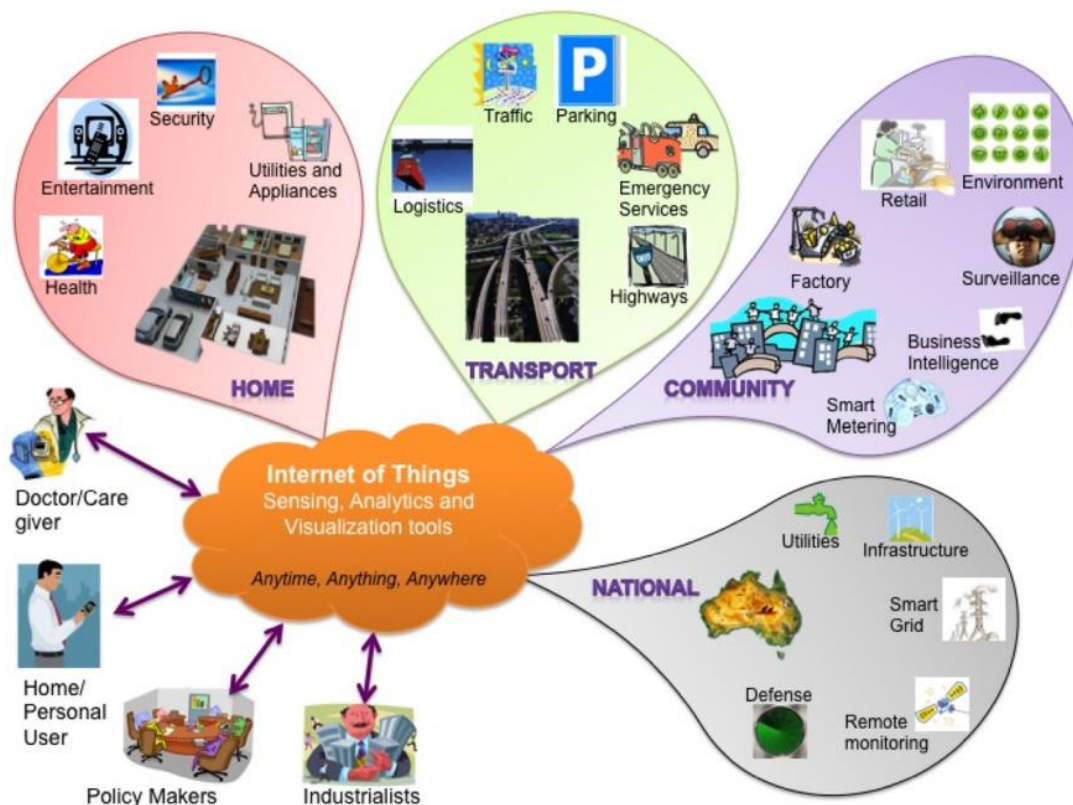 Security
Entertainment
Utilities and
Appliances
Health
HOME
Traffic
P
Parking
Logistics
Emergency
Services
Highways
TRANSPORT
Retail
Environment
Factory
Surveillance
Business
Intelligence
COMMUNITY
Smart
Metering
Internet of Things
Sensing, Analytics and
Visualization tools
Anytime, Anything, Anywhere
Doctor/Care
giver
Home/
Personal
User
Policy Makers
Industrialists
NATIONAL
Utilities
Infrastructure
Smart
Grid
Defense
Remote
monitoring